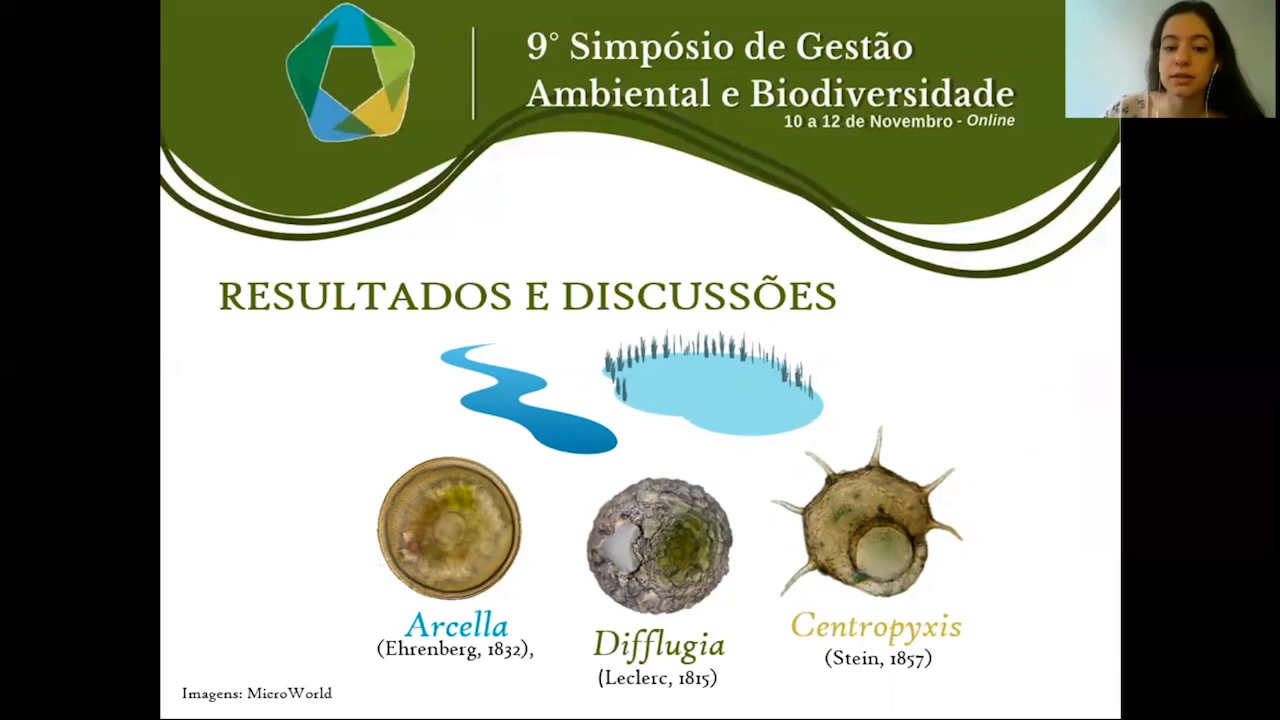 9° Simpósio de Gestão
Ambiental e Biodiversidade
10 a 12 de Novembro - Online
RESULTADOS E DISCUSSÕES
Arcella
(Ehrenberg, 1832),
Difflugia
(Leclerc, 1815)
Centropyxis
(Stein, 1857)
Imagens: MicroWorld